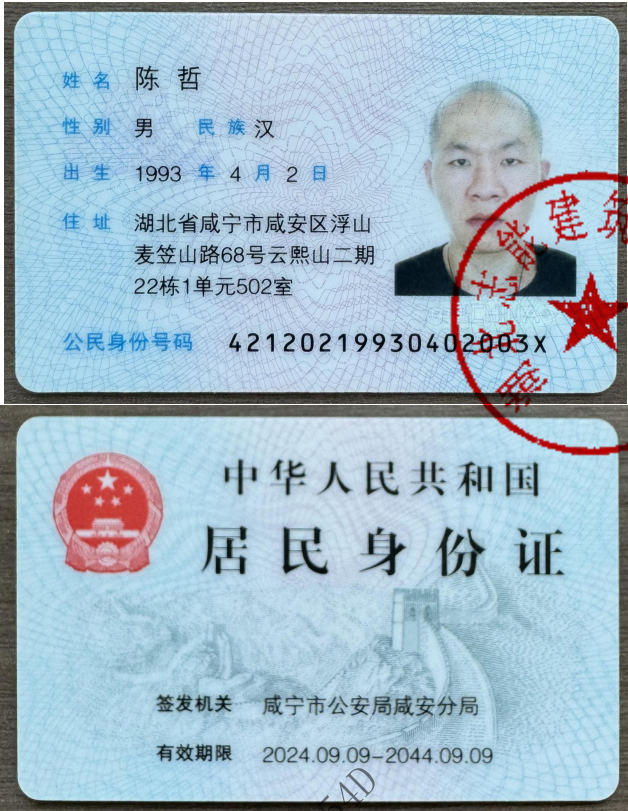 姓名 陈哲
性别 男 民族 汉
出生 1993 年 4 月 2 日
住址 湖北省咸宁市咸安区浮山
麦笠山路68号云熙山二期
22栋1单元502室
公民身份号码 42120219930402003X
建筑
中华人民共和国
居民身份证
签发机关 咸宁市公安局咸安分局
有效期限 2024.09.09-2044.09.09
E4D